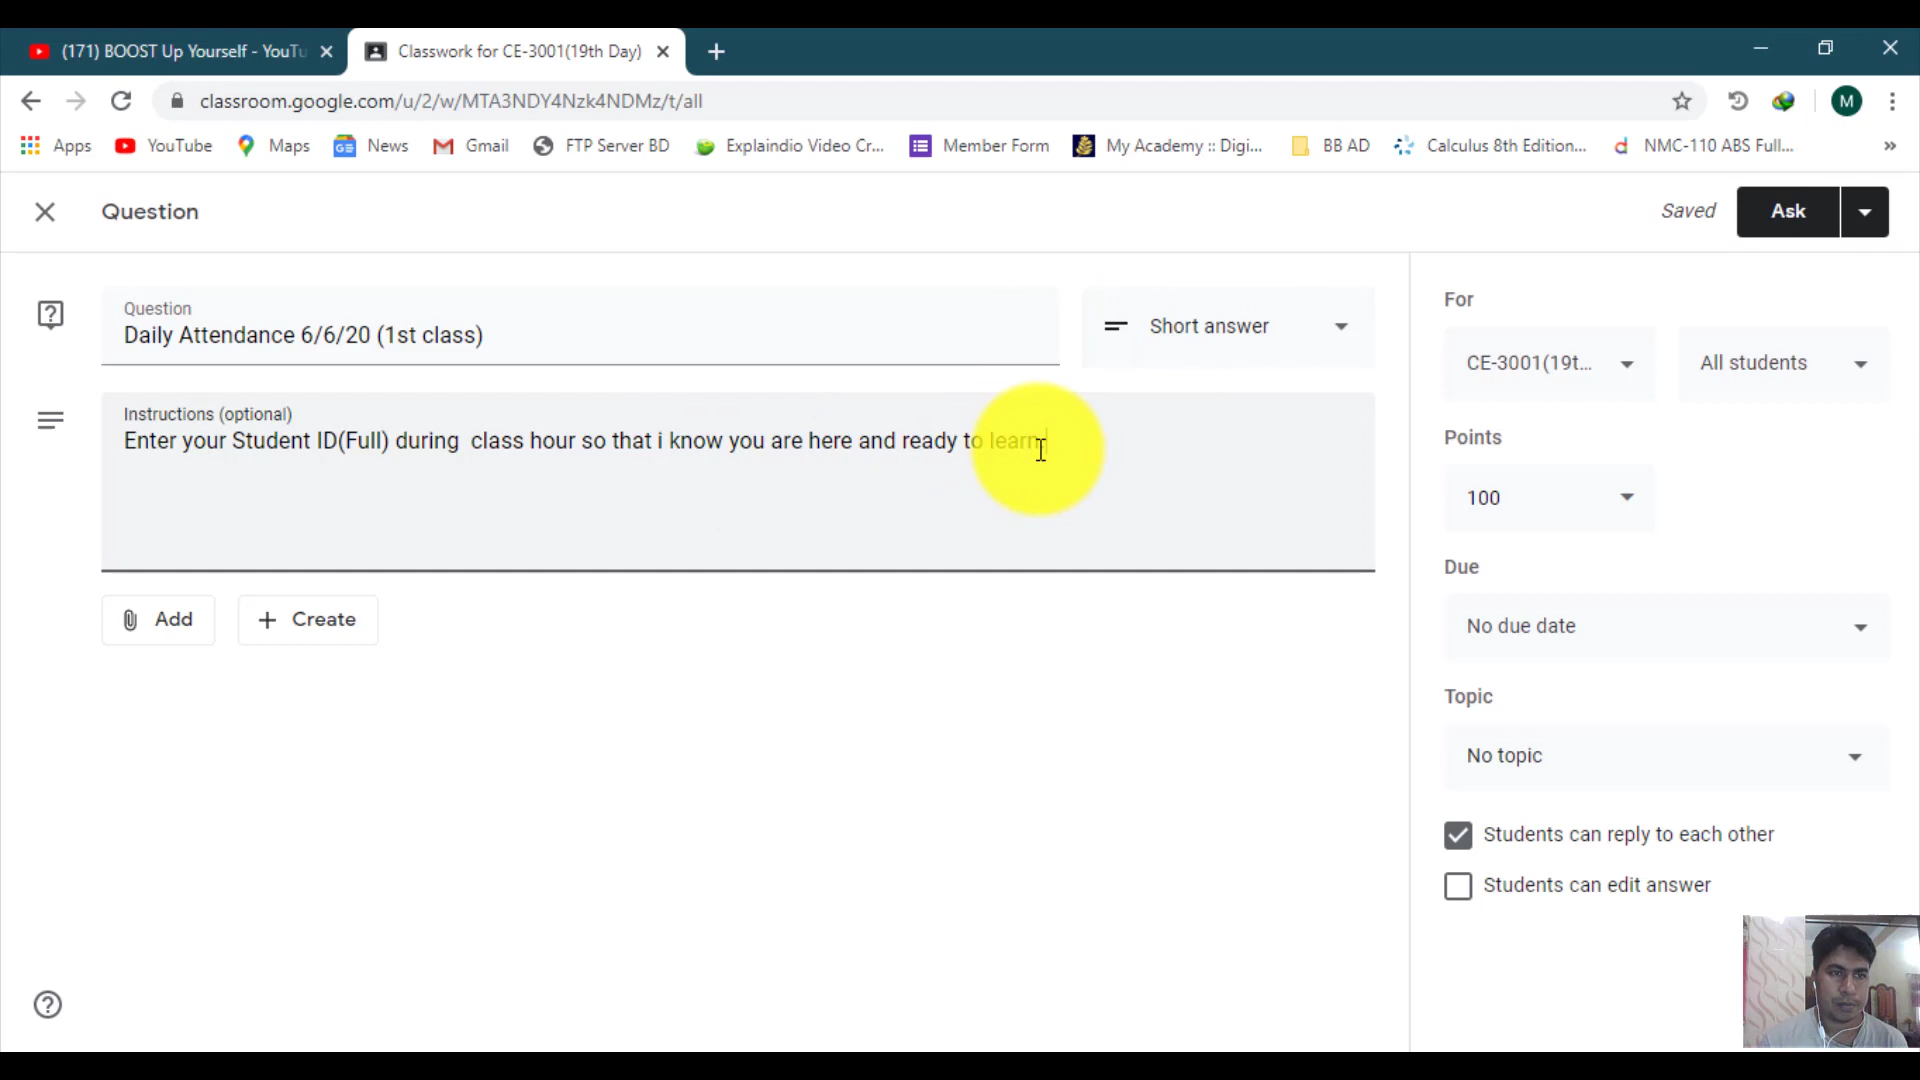 (171) BOOST Up Yourself - YouTu
Classwork for CE-3001(19th Day)
classroom.google.com/u/2/w/MTA3NDY4Nzk4NDMz/t/all
M
Apps
YouTube
Maps
News
Gmail
FTP Server BD
Explaindio Video Cr...
Member Form
My Academy :: Digi...
BB AD
Calculus 8th Edition...
NMC-110 ABS Full...
Question
Saved
Ask
Question
Daily Attendance 6/6/20 (1st class)
Short answer
Instructions (optional)
Enter your Student ID(Full) during  class hour so that i know you are here and ready to learn
Add
Create
For
CE-3001(19t...
All students
Points
100
Due
No due date
Topic
No topic
Students can reply to each other
Students can edit answer